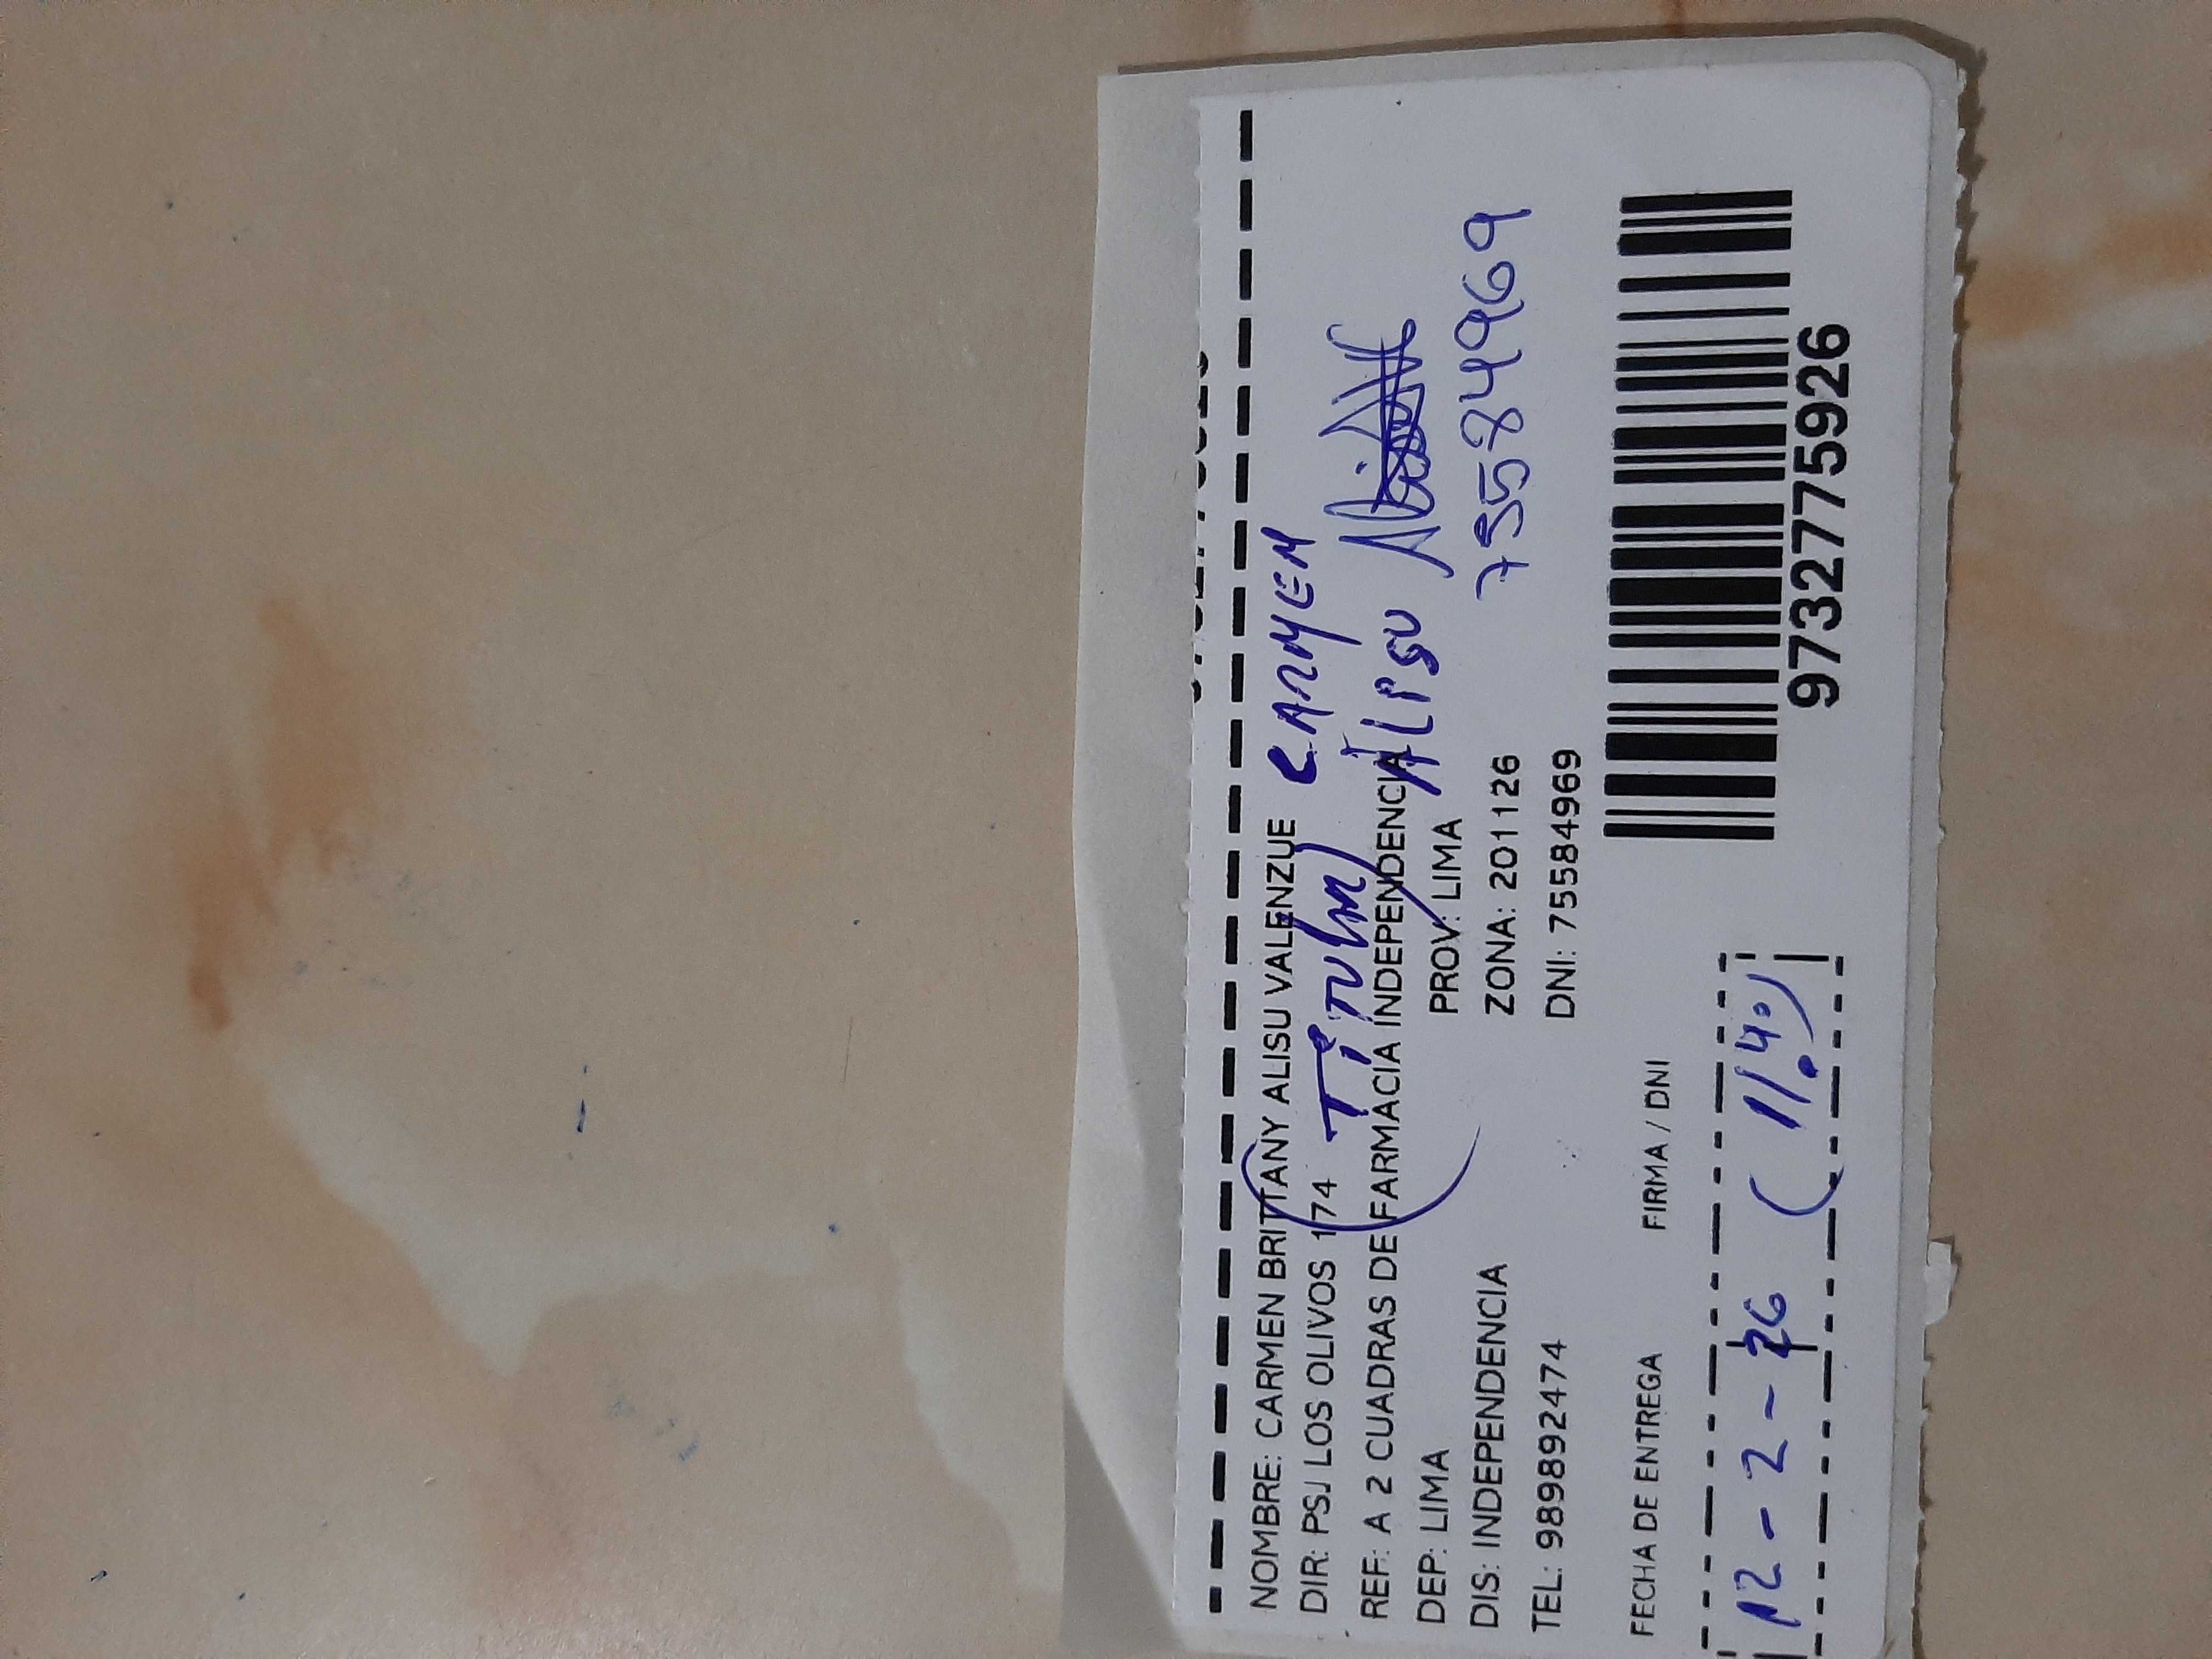 NOMBRE: CARMEN BRITTANY ALISU VALENZUE CARMEN
DIR: PSJ LOS OLIVOS 174 TiTULAR ALISU
REF: A 2 CUADRAS DE FARMACIA INDEPENDENCIA
DEP: LIMA PROV: LIMA 75584969
DIS: INDEPENDENCIA ZONA: 201126
TEL: 989892474 DNI: 75584969
FECHA DE ENTREGA FIRMA / DNI
12-2-26 (11.40)
9732775926